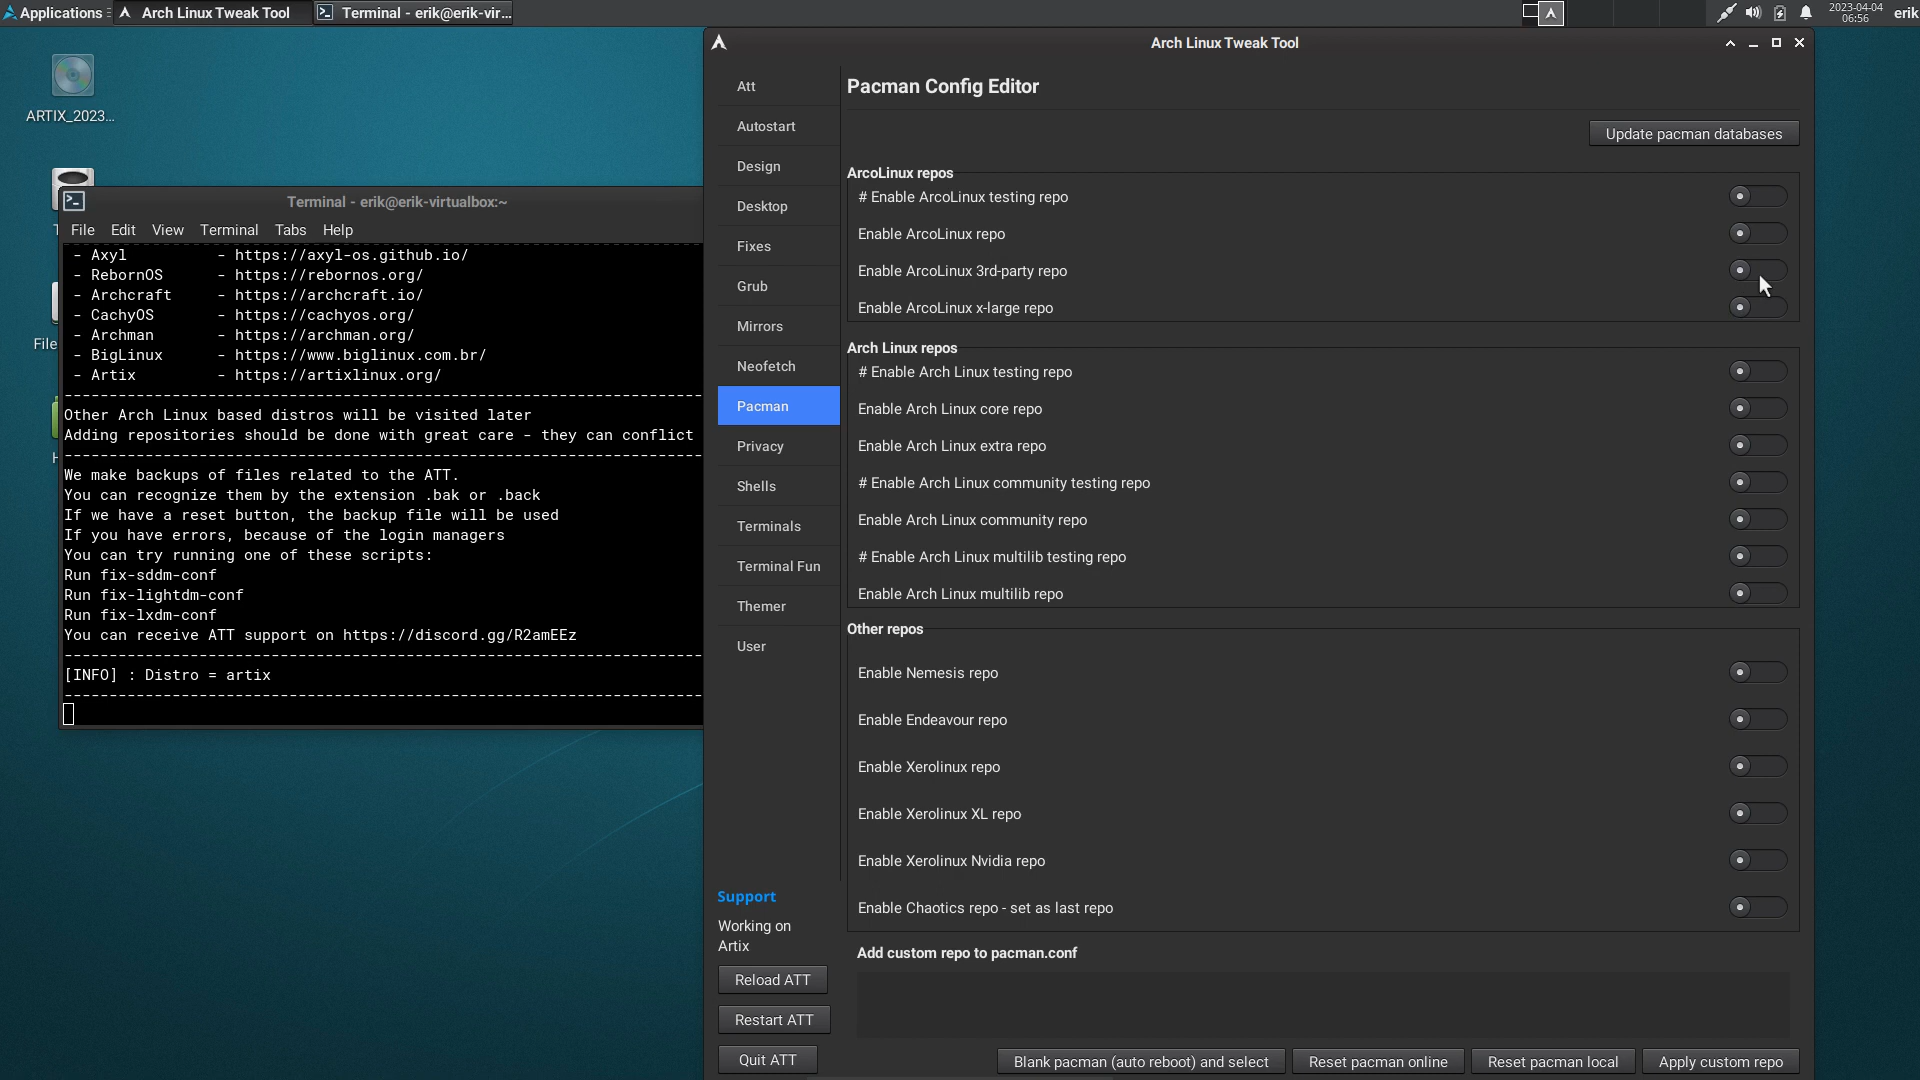 Applications
Arch Linux Tweak Tool
Terminal - erik@erik-vir...
2023-04-04
06:56
erik
ARTIX_2023...
File
Terminal - erik@erik-virtualbox:~
File Edit View Terminal Tabs Help
- Axyl - https://axyl-os.github.io/
- RebornOS - https://rebornos.org/
- Archcraft - https://archcraft.io/
- CachyOS - https://cachyos.org/
- Archman - https://archman.org/
- BigLinux - https://www.biglinux.com.br/
- Artix - https://artixlinux.org/
Other Arch Linux based distros will be visited later
Adding repositories should be done with great care - they can conflict
We make backups of files related to the ATT.
You can recognize them by the extension .bak or .back
If we have a reset button, the backup file will be used
If you have errors, because of the login managers
You can try running one of these scripts:
Run fix-sddm-conf
Run fix-lightdm-conf
Run fix-lxdm-conf
You can receive ATT support on https://discord.gg/R2amEEz
[INFO] : Distro = artix
Arch Linux Tweak Tool
Att
Autostart
Design
Desktop
Fixes
Grub
Mirrors
Neofetch
Pacman
Privacy
Shells
Terminals
Terminal Fun
Themer
User
Support
Working on
Artix
Reload ATT
Restart ATT
Quit ATT
Pacman Config Editor
Update pacman databases
ArcoLinux repos
# Enable ArcoLinux testing repo
Enable ArcoLinux repo
Enable ArcoLinux 3rd-party repo
Enable ArcoLinux x-large repo
Arch Linux repos
# Enable Arch Linux testing repo
Enable Arch Linux core repo
Enable Arch Linux extra repo
# Enable Arch Linux community testing repo
Enable Arch Linux community repo
# Enable Arch Linux multilib testing repo
Enable Arch Linux multilib repo
Other repos
Enable Nemesis repo
Enable Endeavour repo
Enable Xerolinux repo
Enable Xerolinux XL repo
Enable Xerolinux Nvidia repo
Enable Chaotics repo - set as last repo
Add custom repo to pacman.conf
Blank pacman (auto reboot) and select
Reset pacman online
Reset pacman local
Apply custom repo